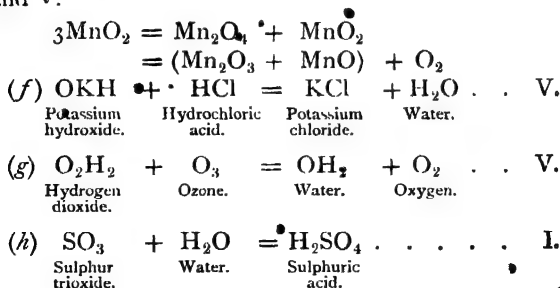 3MnO₂ = Mn₂O₄ + MnO₂
= (Mn₂O₃ + MnO) + O₂
(f) OKH + HCl = KCl + H₂O . . V.
Potassium Hydrochloric Potassium Water.
hydroxide. acid. chloride.
(g) O₂H₂ + O₃ = OH₂ + O₂ . . V.
Hydrogen Ozone. Water. Oxygen.
dioxide.
(h) SO₃ + H₂O = H₂SO₄ . . . . . I.
Sulphur Water. Sulphuric
trioxide. acid.